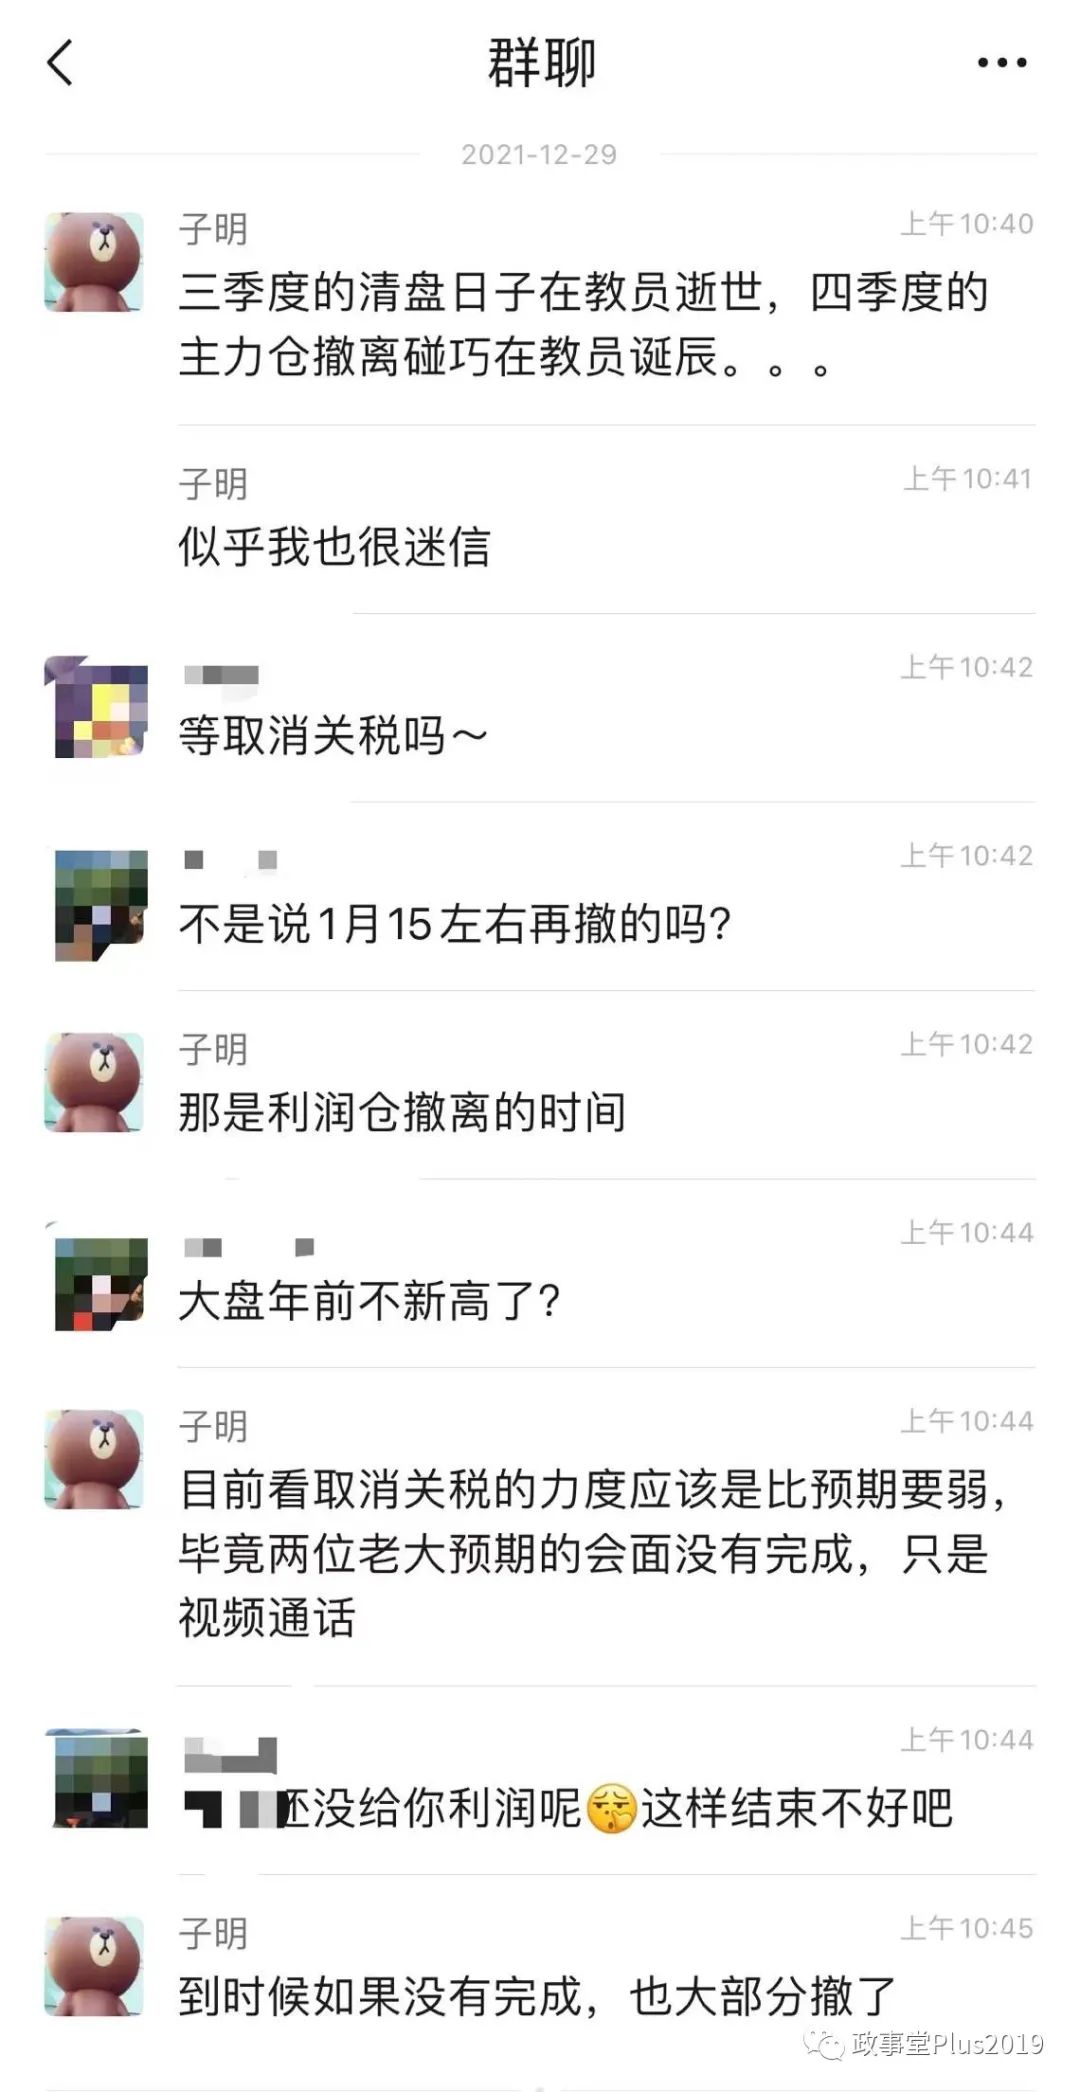 群聊
2021-12-29
子明
上午10:40
三季度的清盘日子在教员逝世，四季度的
主力仓撤离碰巧在教员诞辰。。。
子明
上午10:41
似乎我也很迷信
上午10:42
等取消关税吗～
上午10:42
不是说1月15左右再撤的吗？
子明
上午10:42
那是利润仓撤离的时间
上午10:44
大盘年前不新高了？
子明
上午10:44
目前看取消关税的力度应该是比预期要弱，
毕竟两位老大预期的会面没有完成，只是
视频通话
上午10:44
还没给你利润呢😮‍💨这样结束不好吧
子明
上午10:45
到时候如果没有完成，也大部分撤了
政事堂Plus2019